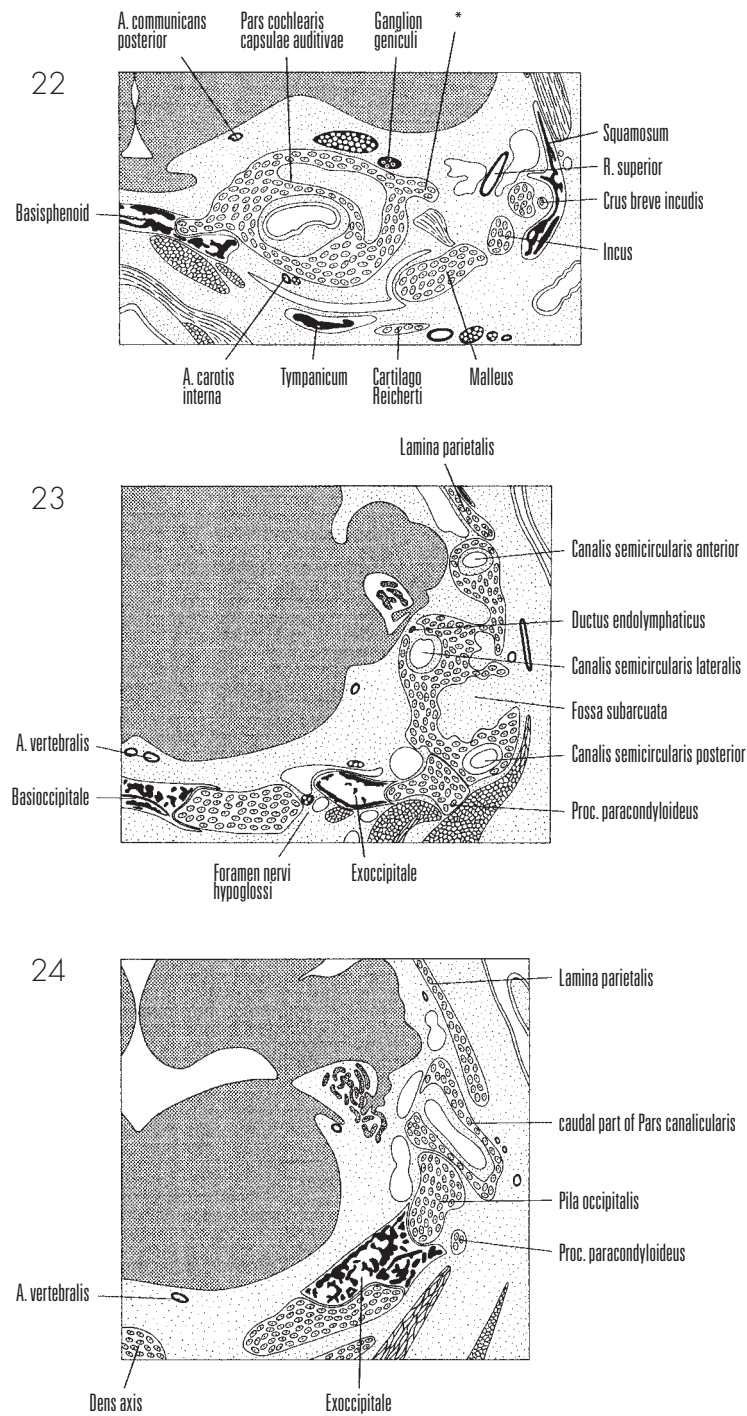 22
A. communicans
posterior
Pars cochlearis
capsulae auditivae
Ganglion
geniculi
*
Squamosum
R. superior
Crus breve incudis
Incus
Basisphenoid
A. carotis
interna
Tympanicum
Cartilago
Reicherti
Malleus
23
Lamina parietalis
Canalis semicircularis anterior
Ductus endolymphaticus
Canalis semicircularis lateralis
Fossa subarcuata
Canalis semicircularis posterior
Proc. paracondyloideus
A. vertebralis
Basioccipitale
Foramen nervi
hypoglossi
Exoccipitale
24
Lamina parietalis
caudal part of Pars canalicularis
Pila occipitalis
Proc. paracondyloideus
A. vertebralis
Dens axis
Exoccipitale